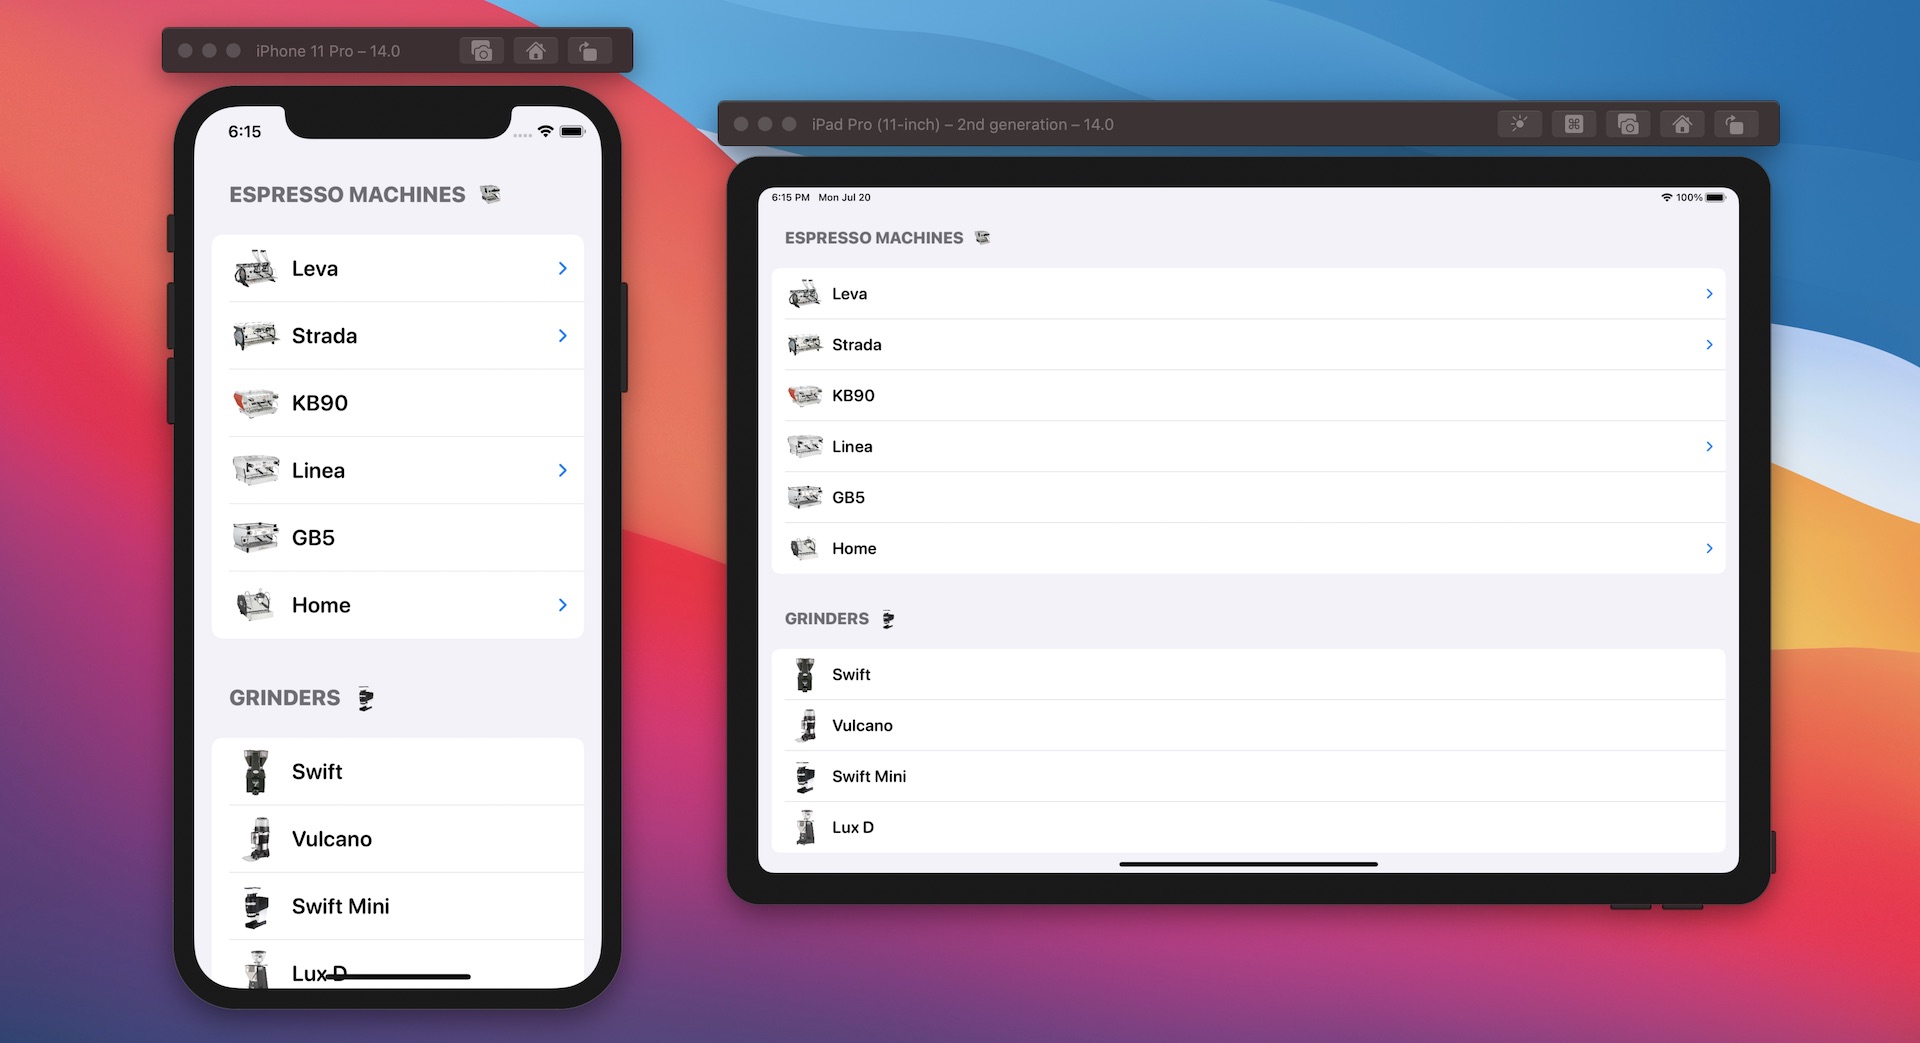 iPhone 11 Pro – 14.0
6:15
ESPRESSO MACHINES
Leva
Strada
KB90
Linea
GB5
Home
GRINDERS
Swift
Vulcano
Swift Mini
Lux D
iPad Pro (11-inch) – 2nd generation – 14.0
6:15 PM Mon Jul 20
100%
ESPRESSO MACHINES
Leva
Strada
KB90
Linea
GB5
Home
GRINDERS
Swift
Vulcano
Swift Mini
Lux D